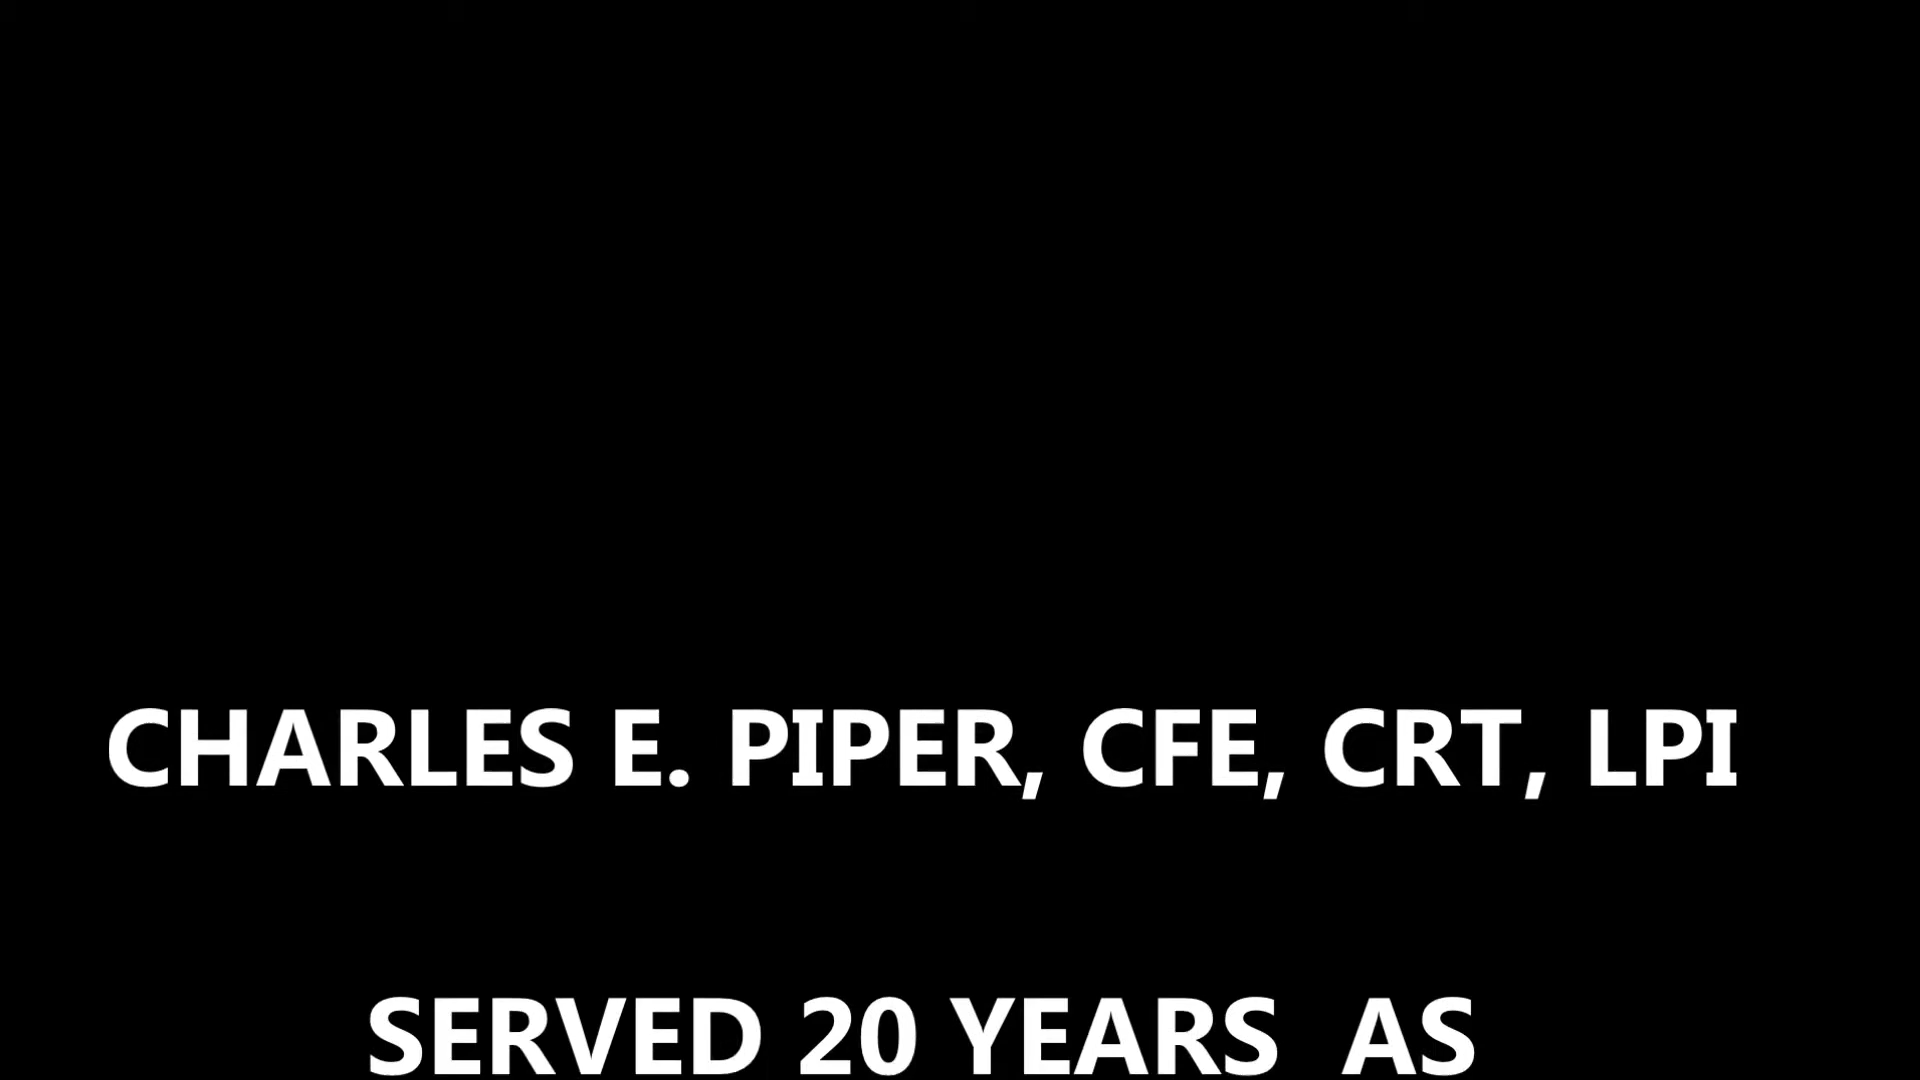 CHARLES E. PIPER, CFE, CRT, LPI
SERVED 20 YEARS  AS